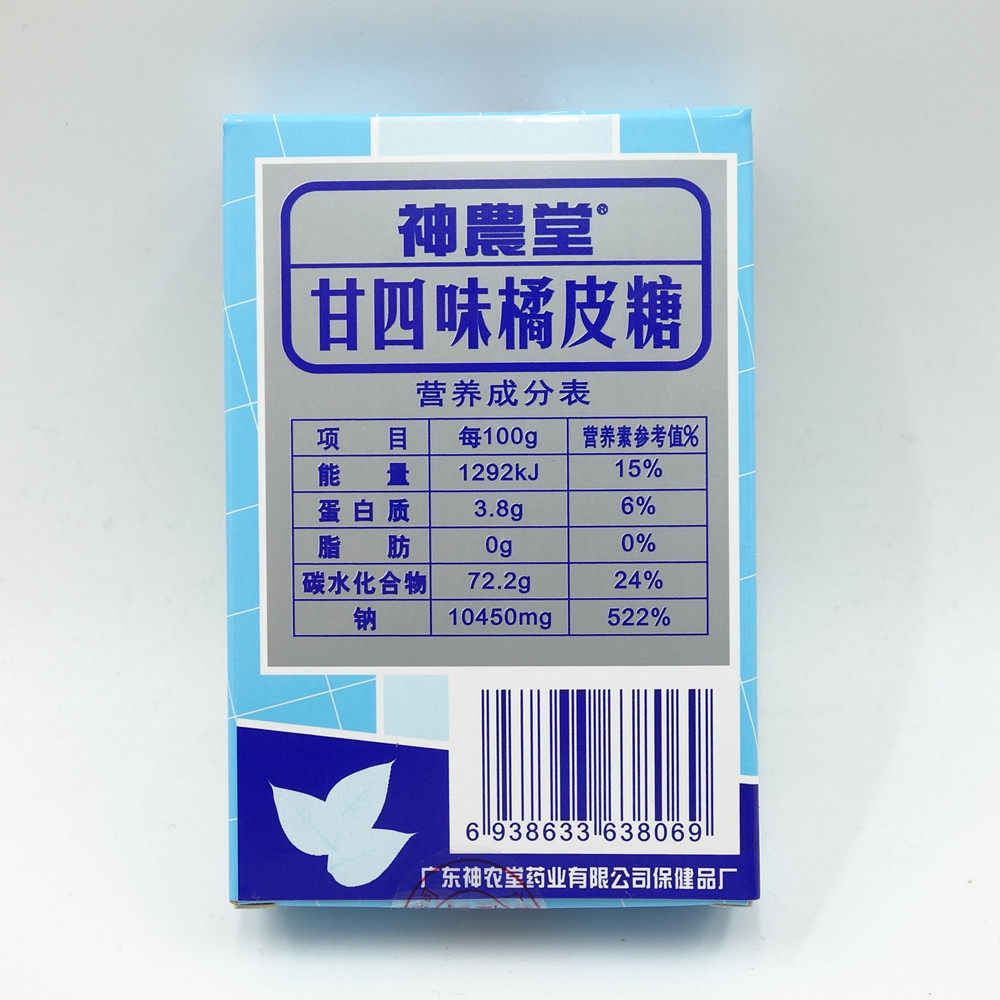 神農堂®
甘四味橘皮糖
营养成分表
项目 每100g 营养素参考值%
能量 1292kJ 15%
蛋白质 3.8g 6%
脂肪 0g 0%
碳水化合物 72.2g 24%
钠 10450mg 522%
6 938633 638069
广东神农堂药业有限公司保健品厂